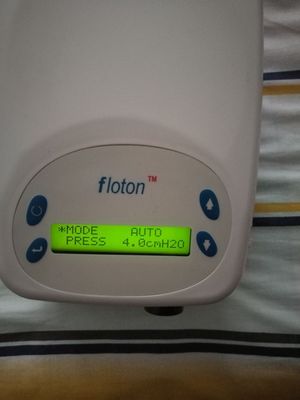 floton™
*MODE AUTO
PRESS 4.0cmH2O